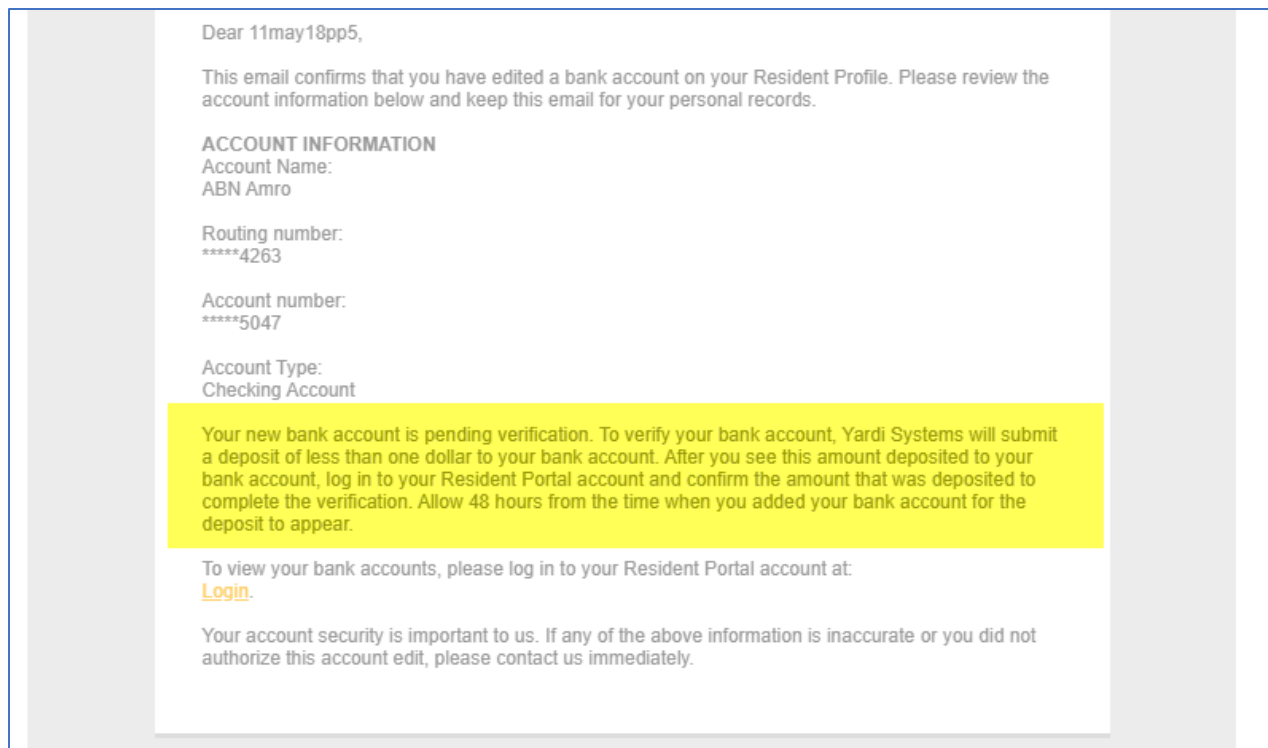 Dear 11may18pp5,
This email confirms that you have edited a bank account on your Resident Profile. Please review the
account information below and keep this email for your personal records.
ACCOUNT INFORMATION
Account Name:
ABN Amro
Routing number:
*****4263
Account number:
*****5047
Account Type:
Checking Account
Your new bank account is pending verification. To verify your bank account, Yardi Systems will submit
a deposit of less than one dollar to your bank account. After you see this amount deposited to your
bank account, log in to your Resident Portal account and confirm the amount that was deposited to
complete the verification. Allow 48 hours from the time when you added your bank account for the
deposit to appear.
To view your bank accounts, please log in to your Resident Portal account at:
Login.
Your account security is important to us. If any of the above information is inaccurate or you did not
authorize this account edit, please contact us immediately.